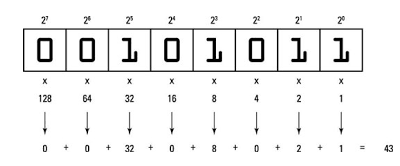 2⁷ 2⁶ 2⁵ 2⁴ 2³ 2² 2¹ 2⁰
0 0 1 0 1 0 1 1
x x x x x x x x
128 64 32 16 8 4 2 1
0 + 0 + 32 + 0 + 8 + 0 + 2 + 1 = 43